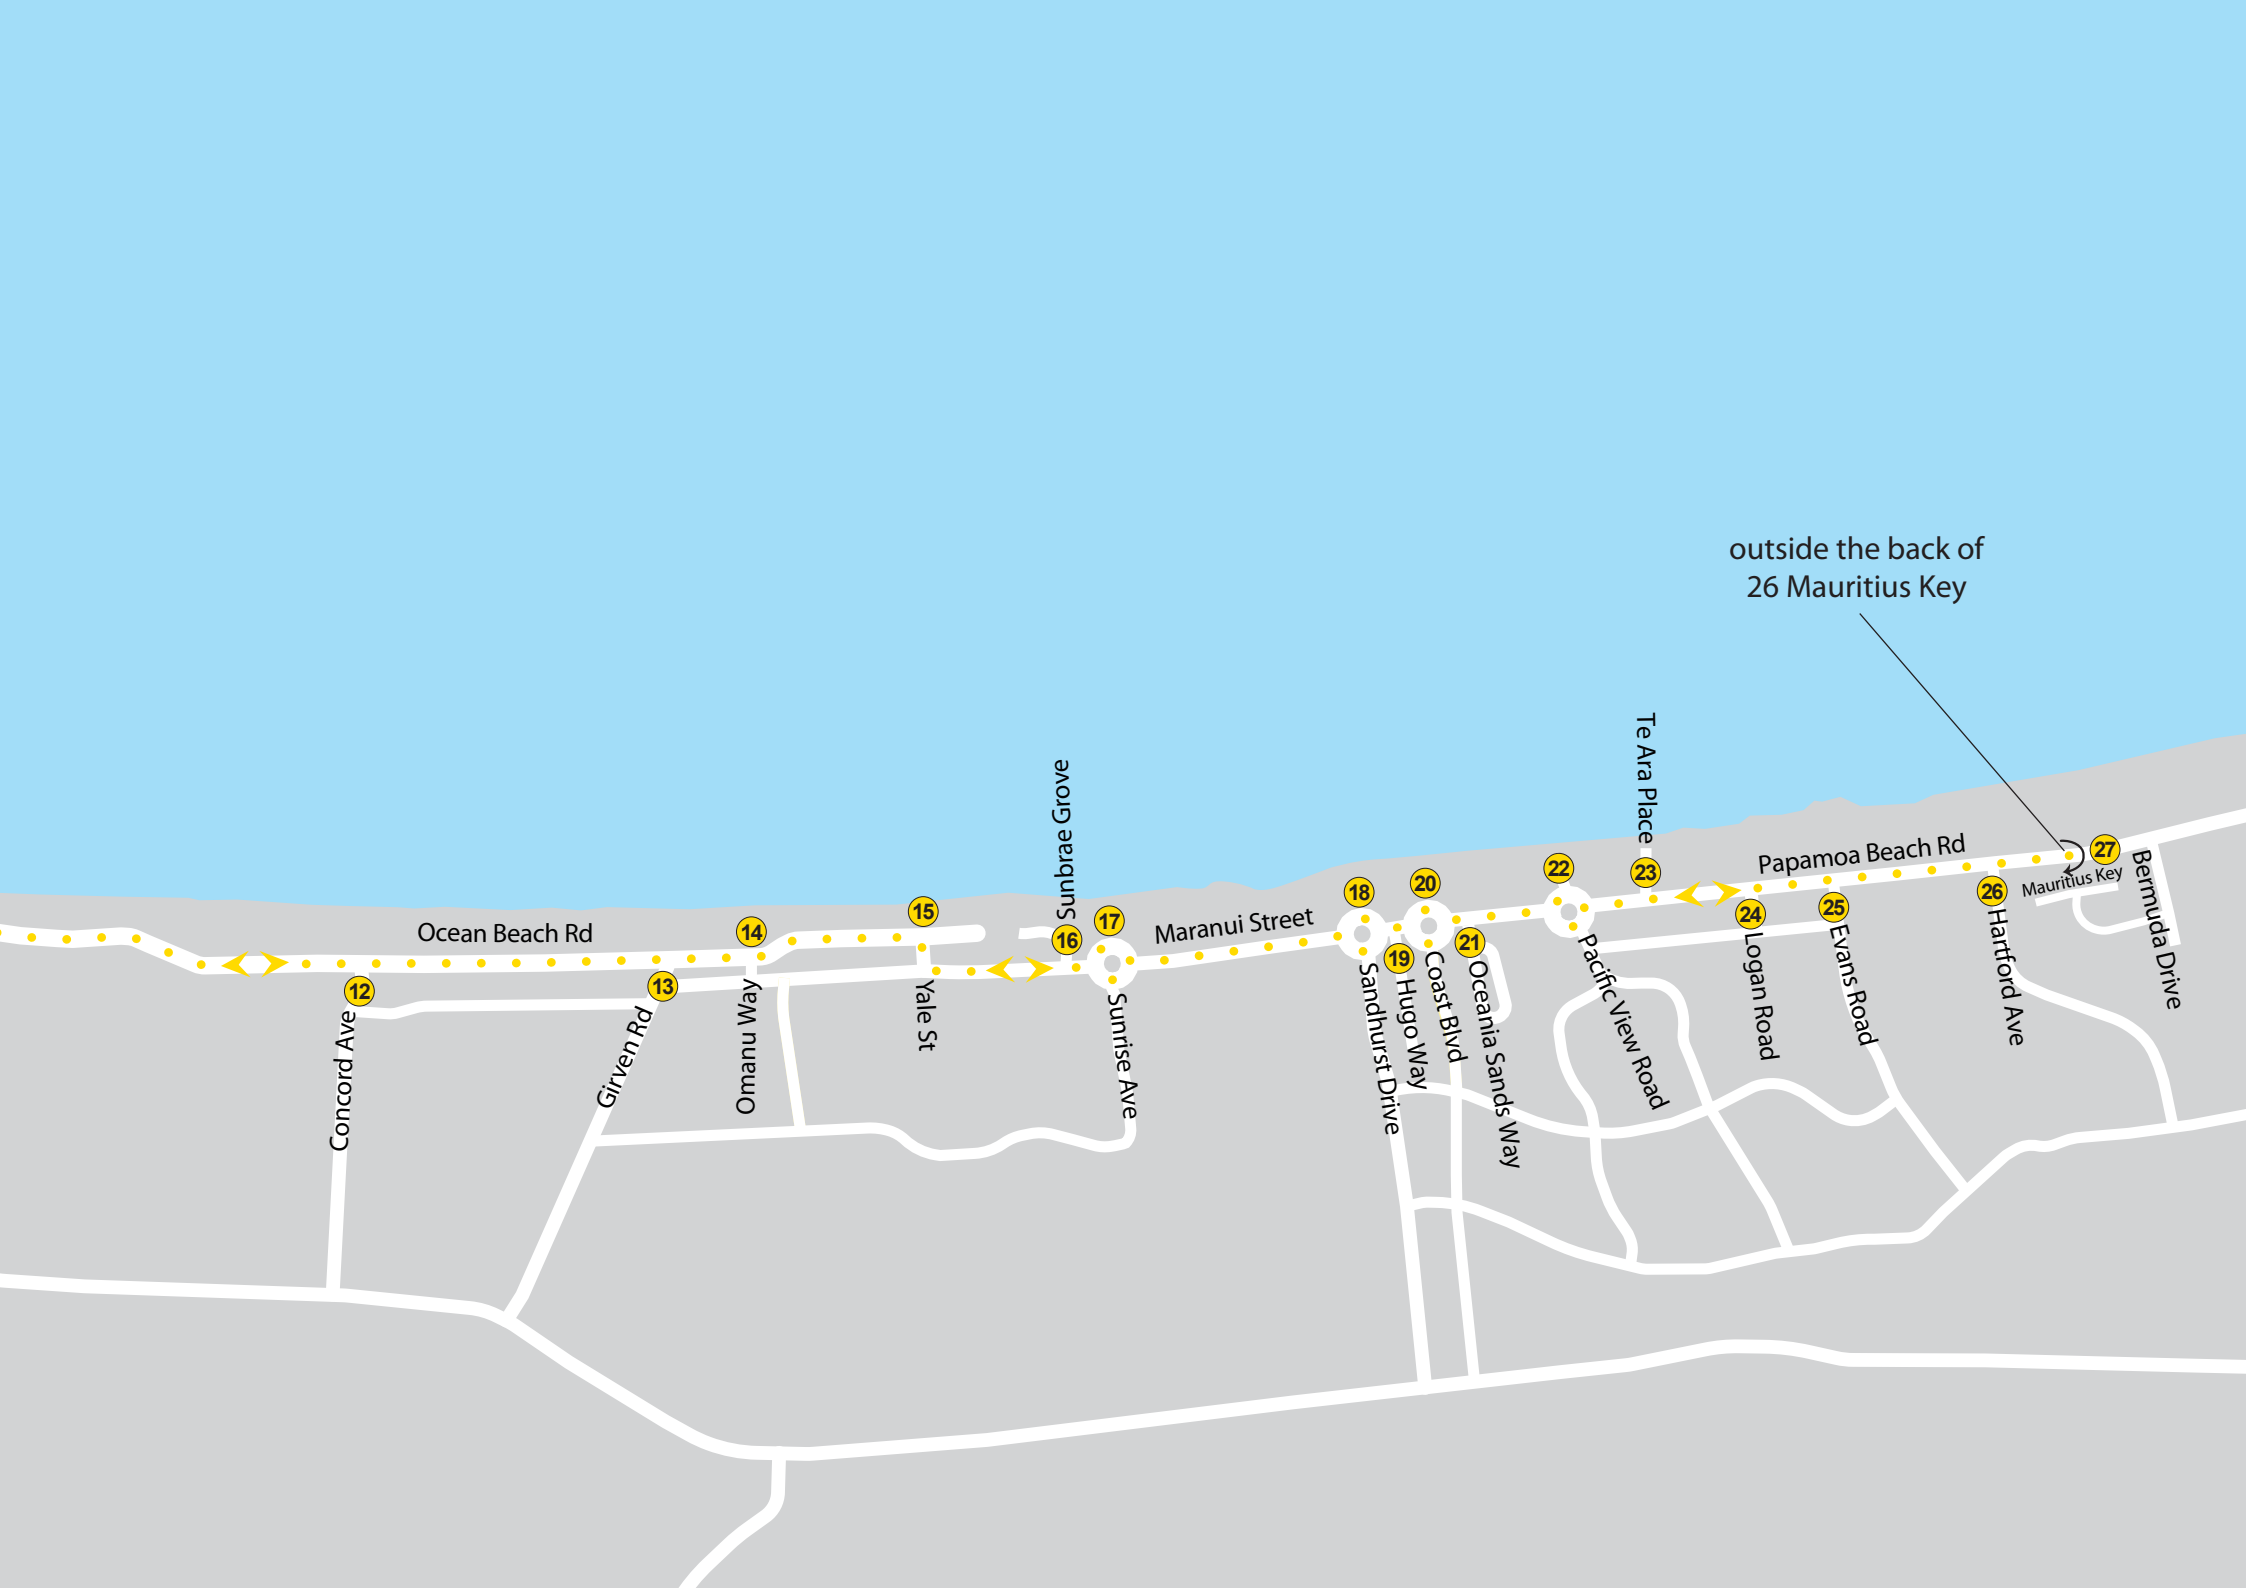 outside the back of
26 Mauritius Key
Te Ara Place
Sunbrae Grove
Papamoa Beach Rd
27
Bermuda Drive
Mauritius Key
22
23
26
20
18
25
24
15
17
Maranui Street
14
Ocean Beach Rd
16
21
19
12
13
Concord Ave
Girven Rd
Omanu Way
Yale St
Sunrise Ave
Sandhurst Drive
Hugo Way
Coast Blvd
Oceania Sands Way
Pacific View Road
Logan Road
Evans Road
Hartford Ave